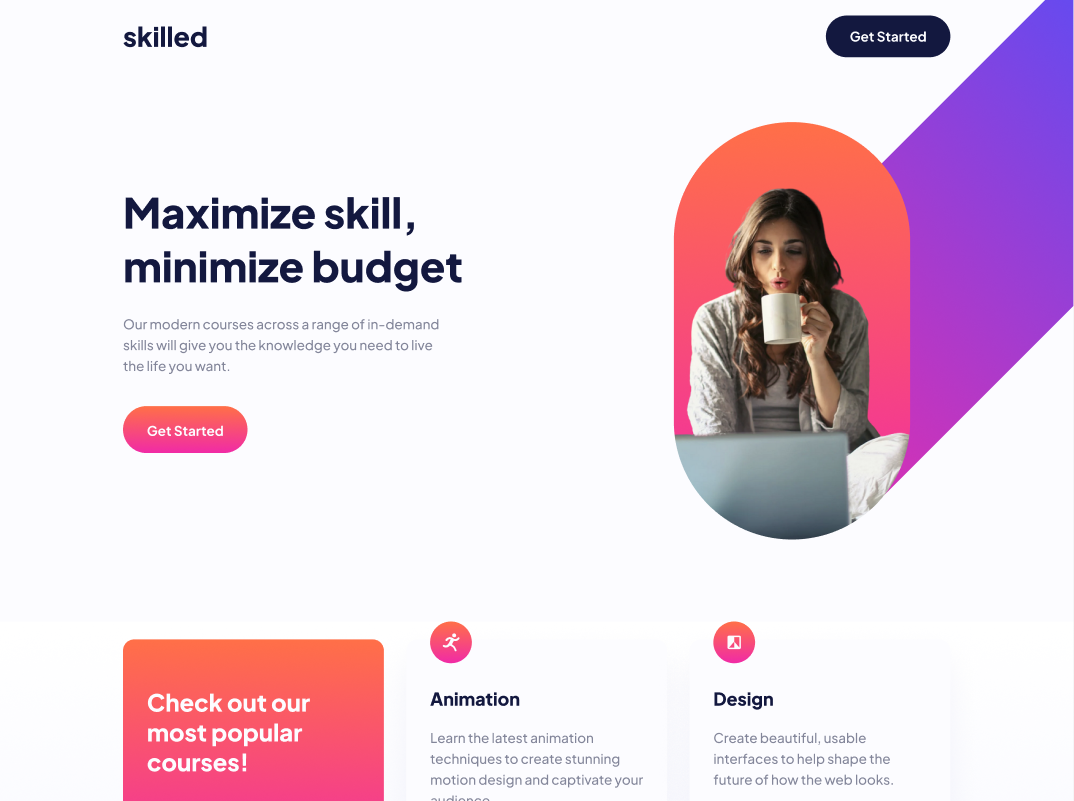 skilled
Get Started
Maximize skill,
minimize budget
Our modern courses across a range of in-demand
skills will give you the knowledge you need to live
the life you want.
Get Started
Check out our
most popular
courses!
Animation
Learn the latest animation
techniques to create stunning
motion design and captivate your
audience.
Design
Create beautiful, usable
interfaces to help shape the
future of how the web looks.